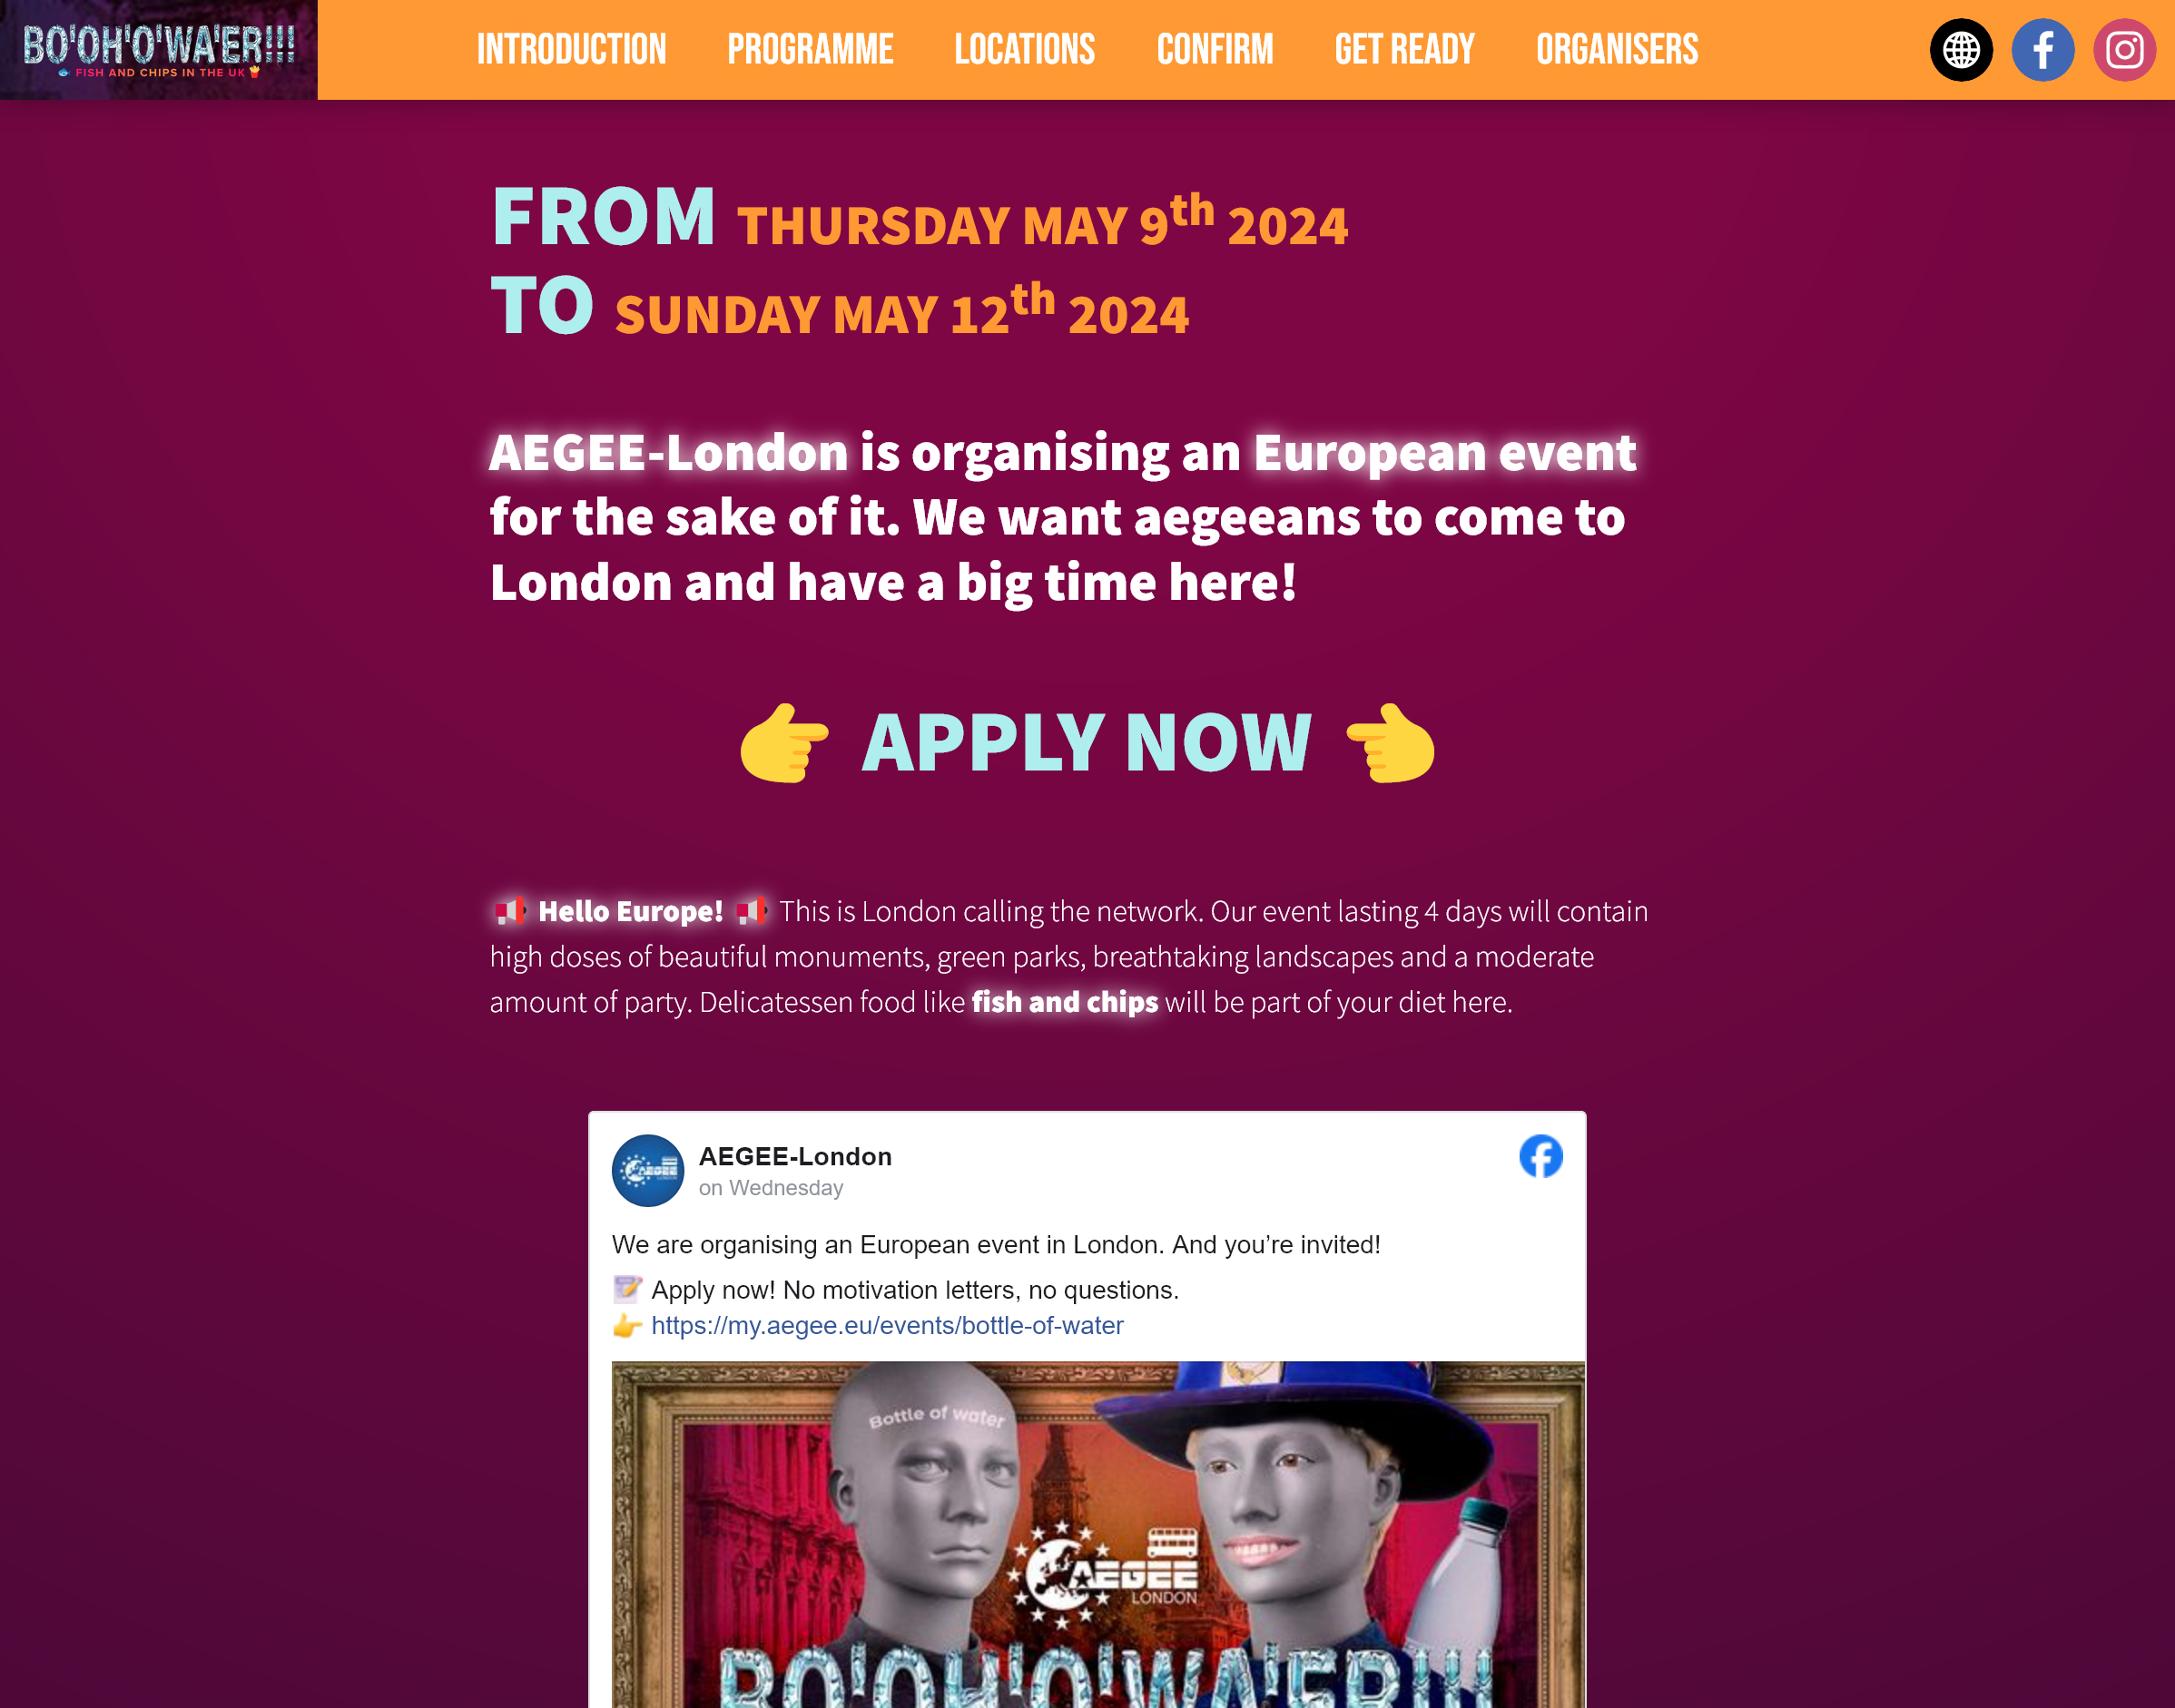 BO'OH'O'WA'ER!!!
FISH AND CHIPS IN THE UK
INTRODUCTION PROGRAMME LOCATIONS CONFIRM GET READY ORGANISERS
FROM THURSDAY MAY 9th 2024
TO SUNDAY MAY 12th 2024
AEGEE-London is organising an European event
for the sake of it. We want aegeeans to come to
London and have a big time here!
👉 APPLY NOW 👈
📢 Hello Europe! 📢 This is London calling the network. Our event lasting 4 days will contain
high doses of beautiful monuments, green parks, breathtaking landscapes and a moderate
amount of party. Delicatessen food like fish and chips will be part of your diet here.
AEGEE-London
on Wednesday
We are organising an European event in London. And you’re invited!
📝 Apply now! No motivation letters, no questions.
👉 https://my.aegee.eu/events/bottle-of-water
Bottle of water
AEGEE
LONDON
BO'OH'O'WA'ER!!!